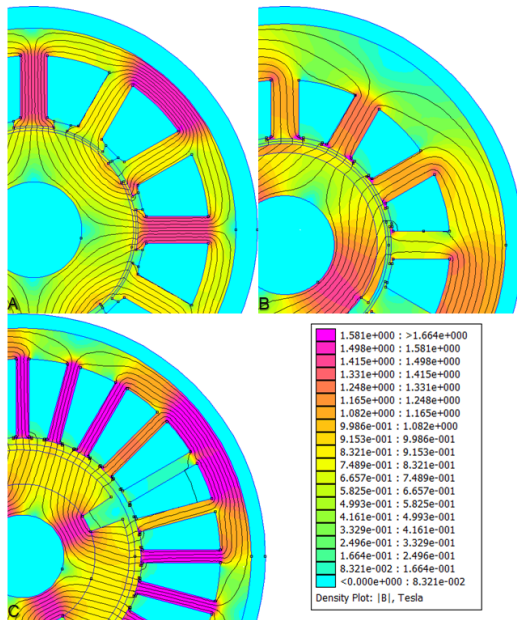 A
B
C
1.581e+000 : >1.664e+000
1.498e+000 : 1.581e+000
1.415e+000 : 1.498e+000
1.331e+000 : 1.415e+000
1.248e+000 : 1.331e+000
1.165e+000 : 1.248e+000
1.082e+000 : 1.165e+000
9.986e-001 : 1.082e+000
9.153e-001 : 9.986e-001
8.321e-001 : 9.153e-001
7.489e-001 : 8.321e-001
6.657e-001 : 7.489e-001
5.825e-001 : 6.657e-001
4.993e-001 : 5.825e-001
4.161e-001 : 4.993e-001
3.329e-001 : 4.161e-001
2.496e-001 : 3.329e-001
1.664e-001 : 2.496e-001
8.321e-002 : 1.664e-001
<0.000e+000 : 8.321e-002
Density Plot: |B|, Tesla